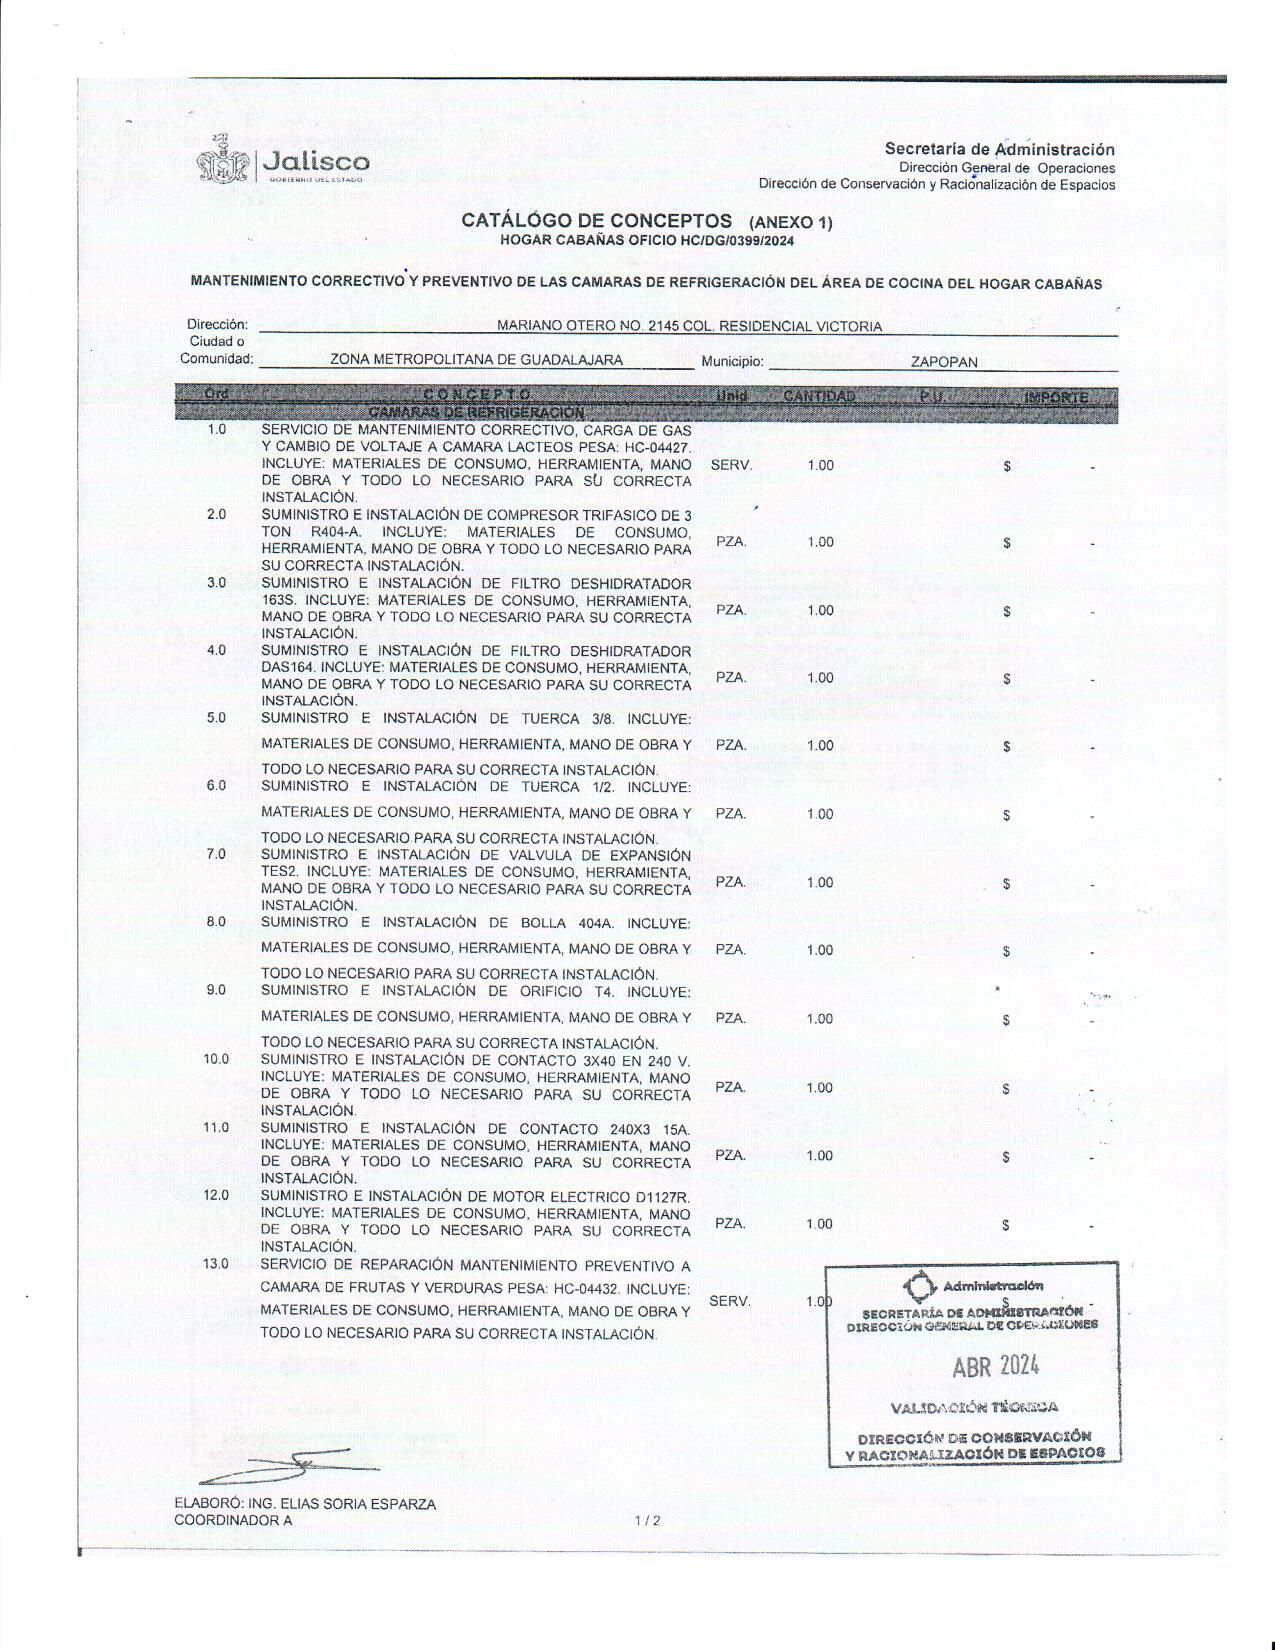 Jalisco
GOBIERNO DEL ESTADO
Secretaría de Administración
Dirección General de Operaciones
Dirección de Conservación y Racionalización de Espacios
CATÁLÓGO DE CONCEPTOS (ANEXO 1)
HOGAR CABAÑAS OFICIO HC/DG/0399/2024
MANTENIMIENTO CORRECTIVO Y PREVENTIVO DE LAS CAMARAS DE REFRIGERACIÓN DEL ÁREA DE COCINA DEL HOGAR CABAÑAS
Dirección: MARIANO OTERO NO. 2145 COL. RESIDENCIAL VICTORIA
Ciudad o
Comunidad: ZONA METROPOLITANA DE GUADALAJARA Municipio: ZAPOPAN
Ord CONCEPTO Unid CANTIDAD P.U. IMPORTE
CAMARAS DE REFRIGERACIÓN
1.0 SERVICIO DE MANTENIMIENTO CORRECTIVO, CARGA DE GAS
Y CAMBIO DE VOLTAJE A CAMARA LACTEOS PESA: HC-04427.
INCLUYE: MATERIALES DE CONSUMO, HERRAMIENTA, MANO SERV. 1.00 $ -
DE OBRA Y TODO LO NECESARIO PARA SU CORRECTA
INSTALACIÓN.
2.0 SUMINISTRO E INSTALACIÓN DE COMPRESOR TRIFASICO DE 3
TON R404-A. INCLUYE: MATERIALES DE CONSUMO,
HERRAMIENTA, MANO DE OBRA Y TODO LO NECESARIO PARA PZA. 1.00 $ -
SU CORRECTA INSTALACIÓN.
3.0 SUMINISTRO E INSTALACIÓN DE FILTRO DESHIDRATADOR
163S. INCLUYE: MATERIALES DE CONSUMO, HERRAMIENTA,
MANO DE OBRA Y TODO LO NECESARIO PARA SU CORRECTA PZA. 1.00 $ -
INSTALACIÓN.
4.0 SUMINISTRO E INSTALACIÓN DE FILTRO DESHIDRATADOR
DAS164. INCLUYE: MATERIALES DE CONSUMO, HERRAMIENTA,
MANO DE OBRA Y TODO LO NECESARIO PARA SU CORRECTA PZA. 1.00 $ -
INSTALACIÓN.
5.0 SUMINISTRO E INSTALACIÓN DE TUERCA 3/8. INCLUYE:
MATERIALES DE CONSUMO, HERRAMIENTA, MANO DE OBRA Y PZA. 1.00 $ -
TODO LO NECESARIO PARA SU CORRECTA INSTALACIÓN.
6.0 SUMINISTRO E INSTALACIÓN DE TUERCA 1/2. INCLUYE:
MATERIALES DE CONSUMO, HERRAMIENTA, MANO DE OBRA Y PZA. 1.00 $ -
TODO LO NECESARIO PARA SU CORRECTA INSTALACIÓN.
7.0 SUMINISTRO E INSTALACIÓN DE VALVULA DE EXPANSIÓN
TES2. INCLUYE: MATERIALES DE CONSUMO, HERRAMIENTA,
MANO DE OBRA Y TODO LO NECESARIO PARA SU CORRECTA PZA. 1.00 $ -
INSTALACIÓN.
8.0 SUMINISTRO E INSTALACIÓN DE BOLLA 404A. INCLUYE:
MATERIALES DE CONSUMO, HERRAMIENTA, MANO DE OBRA Y PZA. 1.00 $ -
TODO LO NECESARIO PARA SU CORRECTA INSTALACIÓN.
9.0 SUMINISTRO E INSTALACIÓN DE ORIFICIO T4. INCLUYE:
MATERIALES DE CONSUMO, HERRAMIENTA, MANO DE OBRA Y PZA. 1.00 $ -
TODO LO NECESARIO PARA SU CORRECTA INSTALACIÓN.
10.0 SUMINISTRO E INSTALACIÓN DE CONTACTO 3X40 EN 240 V.
INCLUYE: MATERIALES DE CONSUMO, HERRAMIENTA, MANO
DE OBRA Y TODO LO NECESARIO PARA SU CORRECTA PZA. 1.00 $ -
INSTALACIÓN.
11.0 SUMINISTRO E INSTALACIÓN DE CONTACTO 240X3 15A.
INCLUYE: MATERIALES DE CONSUMO, HERRAMIENTA, MANO
DE OBRA Y TODO LO NECESARIO PARA SU CORRECTA PZA. 1.00 $ -
INSTALACIÓN.
12.0 SUMINISTRO E INSTALACIÓN DE MOTOR ELECTRICO D1127R.
INCLUYE: MATERIALES DE CONSUMO, HERRAMIENTA, MANO
DE OBRA Y TODO LO NECESARIO PARA SU CORRECTA PZA. 1.00 $ -
INSTALACIÓN.
13.0 SERVICIO DE REPARACIÓN MANTENIMIENTO PREVENTIVO A
CAMARA DE FRUTAS Y VERDURAS PESA: HC-04432. INCLUYE:
MATERIALES DE CONSUMO, HERRAMIENTA, MANO DE OBRA Y SERV. 1.00 $ -
TODO LO NECESARIO PARA SU CORRECTA INSTALACIÓN.
Administración
SECRETARÍA DE ADMINISTRACIÓN
DIRECCIÓN GENERAL DE OPERACIONES
ABR 2024
VALIDACIÓN TÉCNICA
DIRECCIÓN DE CONSERVACIÓN
Y RACIONALIZACIÓN DE ESPACIOS
ELABORÓ: ING. ELIAS SORIA ESPARZA
COORDINADOR A
1 / 2